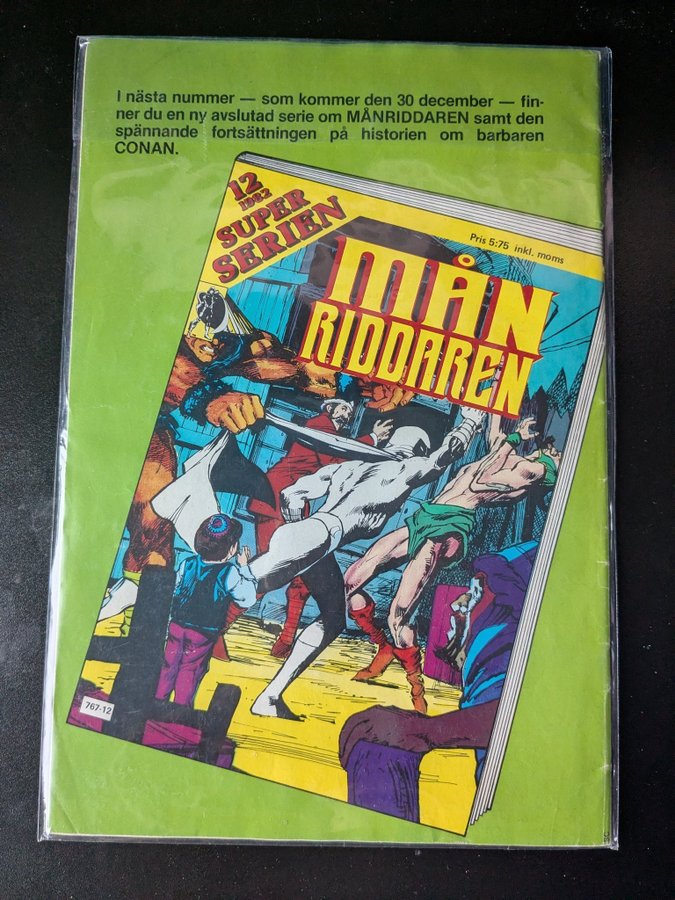 I nästa nummer — som kommer den 30 december — fin-
ner du en ny avslutad serie om MÅNRIDDAREN samt den
spännande fortsättningen på historien om barbaren
CONAN.
12
1982
SUPER
SERIEN
Pris 5:75 inkl. moms
MÅN
RIDDAREN
767-12